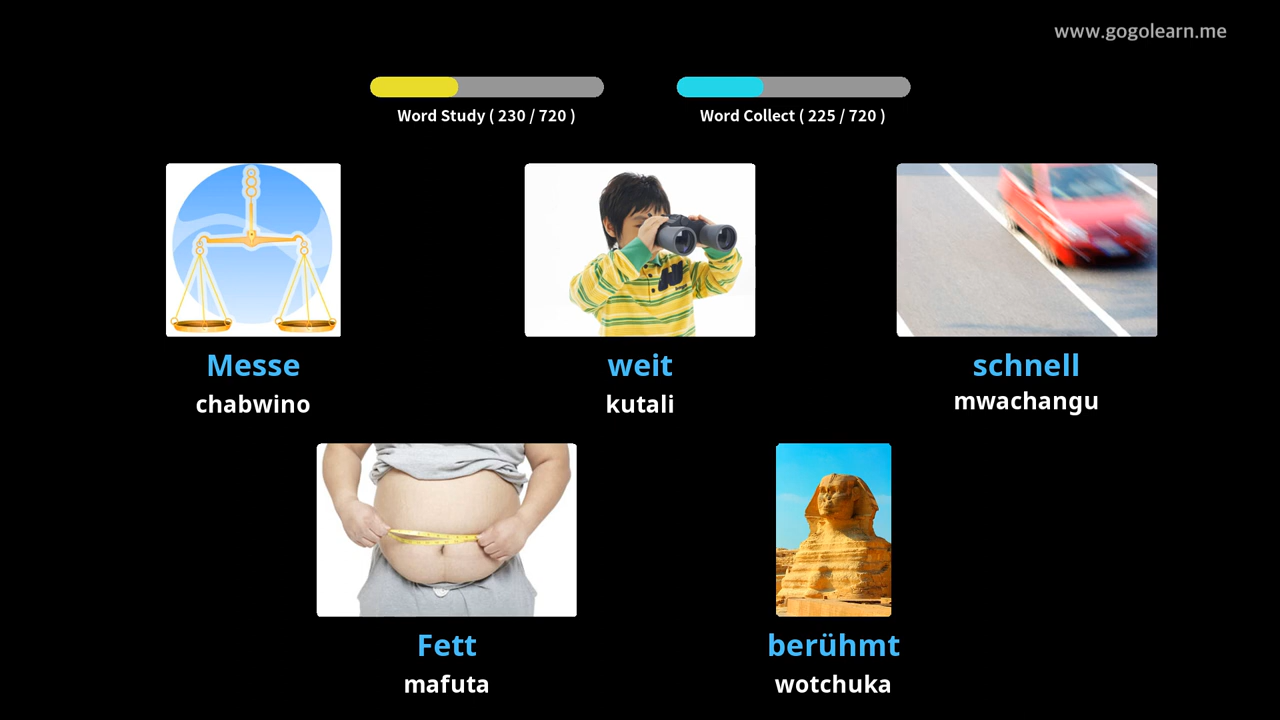 www.gogolearn.me
Word Study ( 230 / 720 )
Word Collect ( 225 / 720 )
Messe
chabwino
weit
kutali
schnell
mwachangu
Fett
mafuta
berühmt
wotchuka